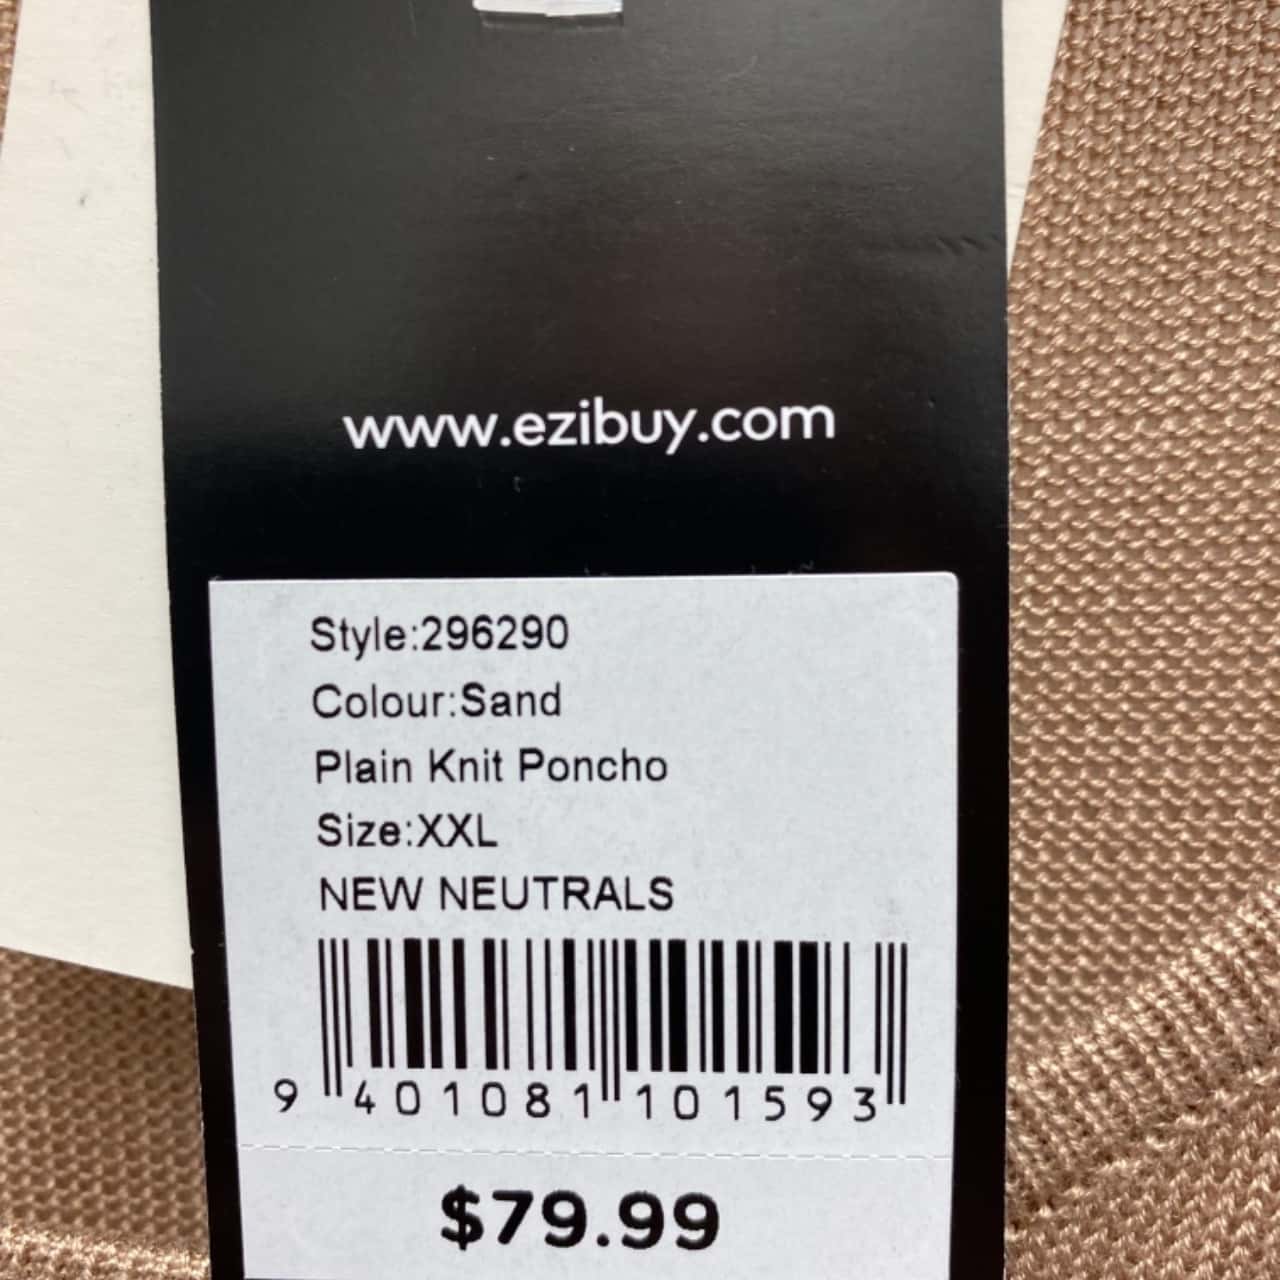 www.ezibuy.com
Style:296290
Colour:Sand
Plain Knit Poncho
Size:XXL
NEW NEUTRALS
9 401081 101593
$79.99